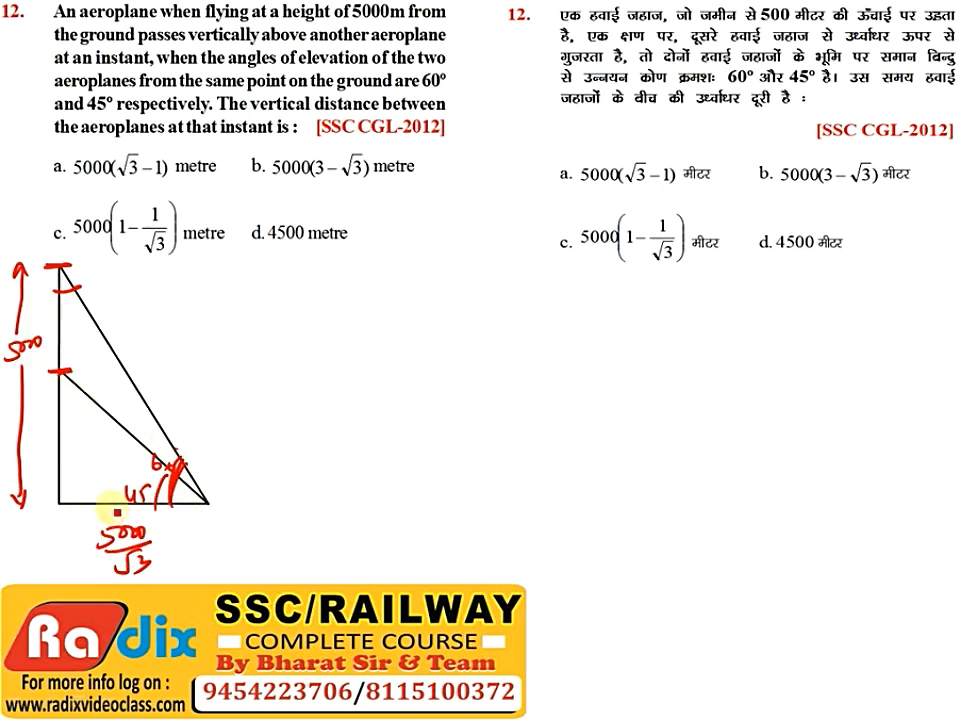 12. An aeroplane when flying at a height of 5000m from
the ground passes vertically above another aeroplane
at an instant, when the angles of elevation of the two
aeroplanes from the same point on the ground are 60º
and 45º respectively. The vertical distance between
the aeroplanes at that instant is : [SSC CGL-2012]
a. 5000(√3 – 1) metre b. 5000(3 – √3) metre
c. 5000(1 – 1/√3) metre d. 4500 metre
12. एक हवाई जहाज, जो जमीन से 500 मीटर की ऊँचाई पर उड़ता
है, एक क्षण पर, दूसरे हवाई जहाज से उर्ध्वाधर ऊपर से
गुजरता है, तो दोनों हवाई जहाजों के भूमि पर समान बिन्दु
से उन्नयन कोण क्रमशः 60º और 45º है। उस समय हवाई
जहाजों के बीच की उर्ध्वाधर दूरी है :
[SSC CGL-2012]
a. 5000(√3 – 1) मीटर b. 5000(3 – √3) मीटर
c. 5000(1 – 1/√3) मीटर d. 4500 मीटर
5000
45
5000/√3
Radix
For more info log on :
www.radixvideoclass.com
SSC/RAILWAY
COMPLETE COURSE
By Bharat Sir & Team
9454223706/8115100372